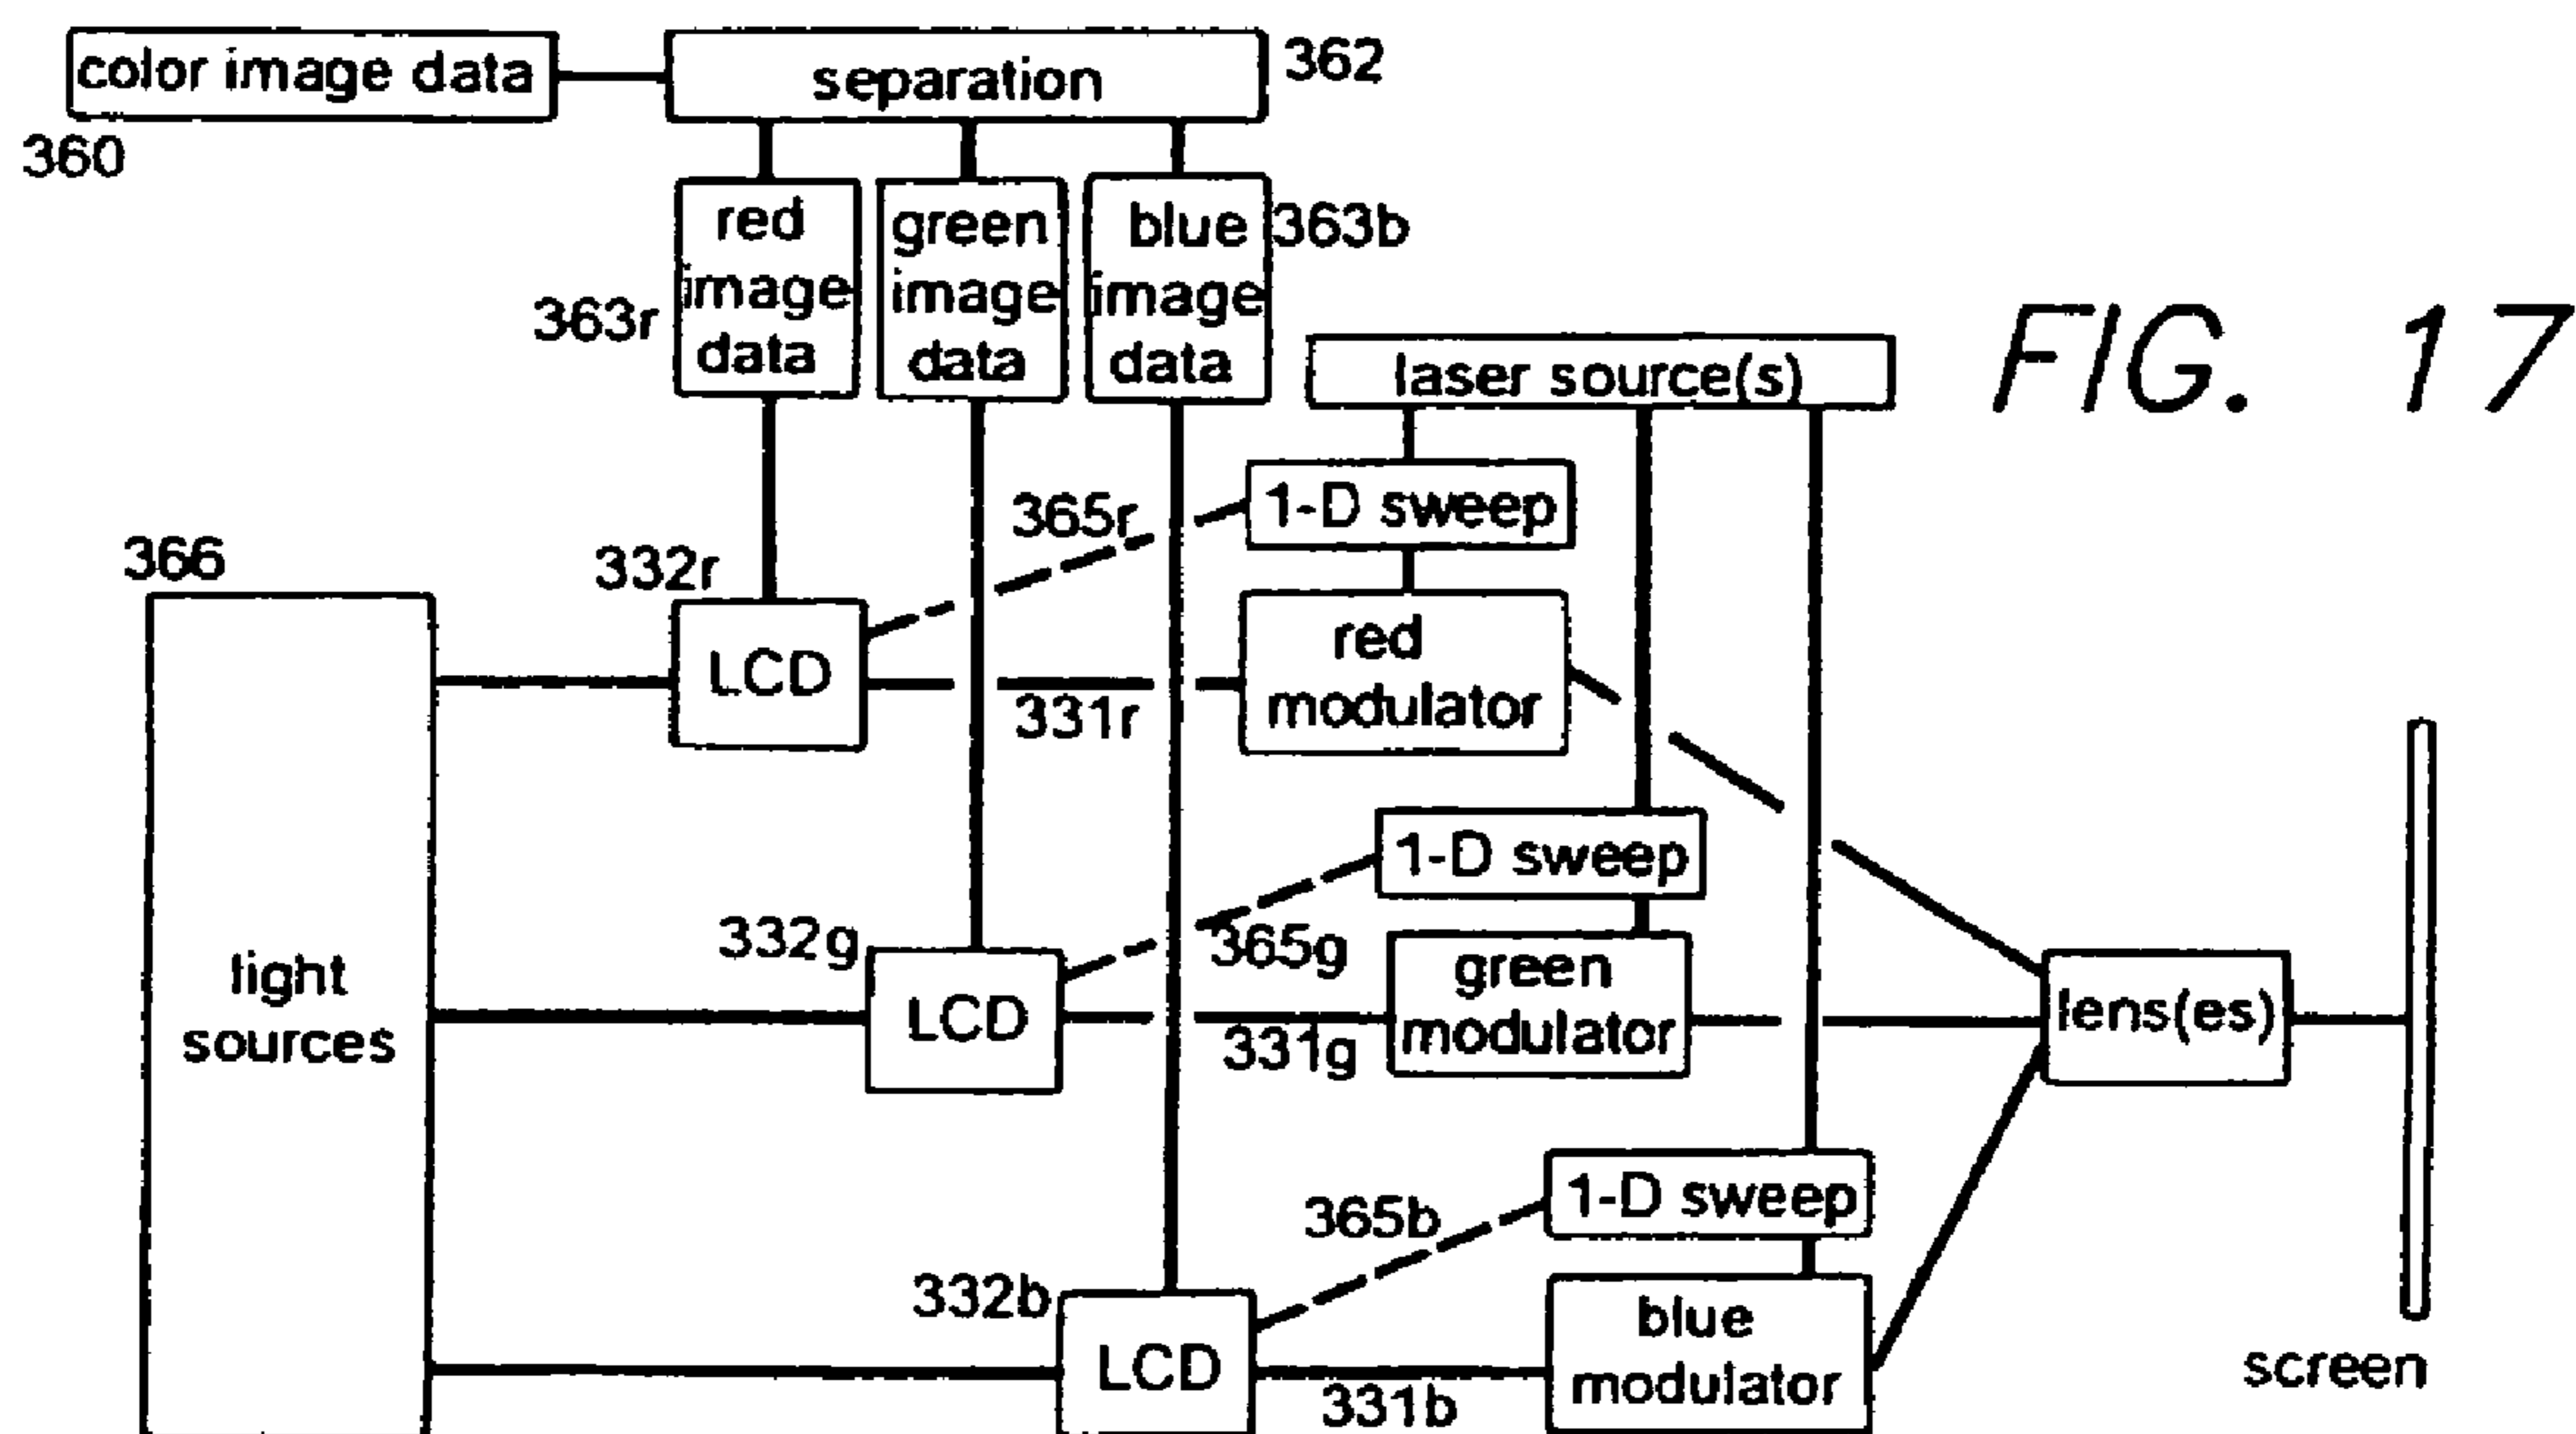 color image data
separation
362
360
red
image
data
green
image
data
blue
image
data
363b
363r
laser source(s)
FIG. 17
1-D sweep
365r
366
332r
LCD
331r
red
modulator
1-D sweep
332g
365g
LCD
331g
green
modulator
light
sources
lens(es)
1-D sweep
365b
332b
LCD
331b
blue
modulator
screen